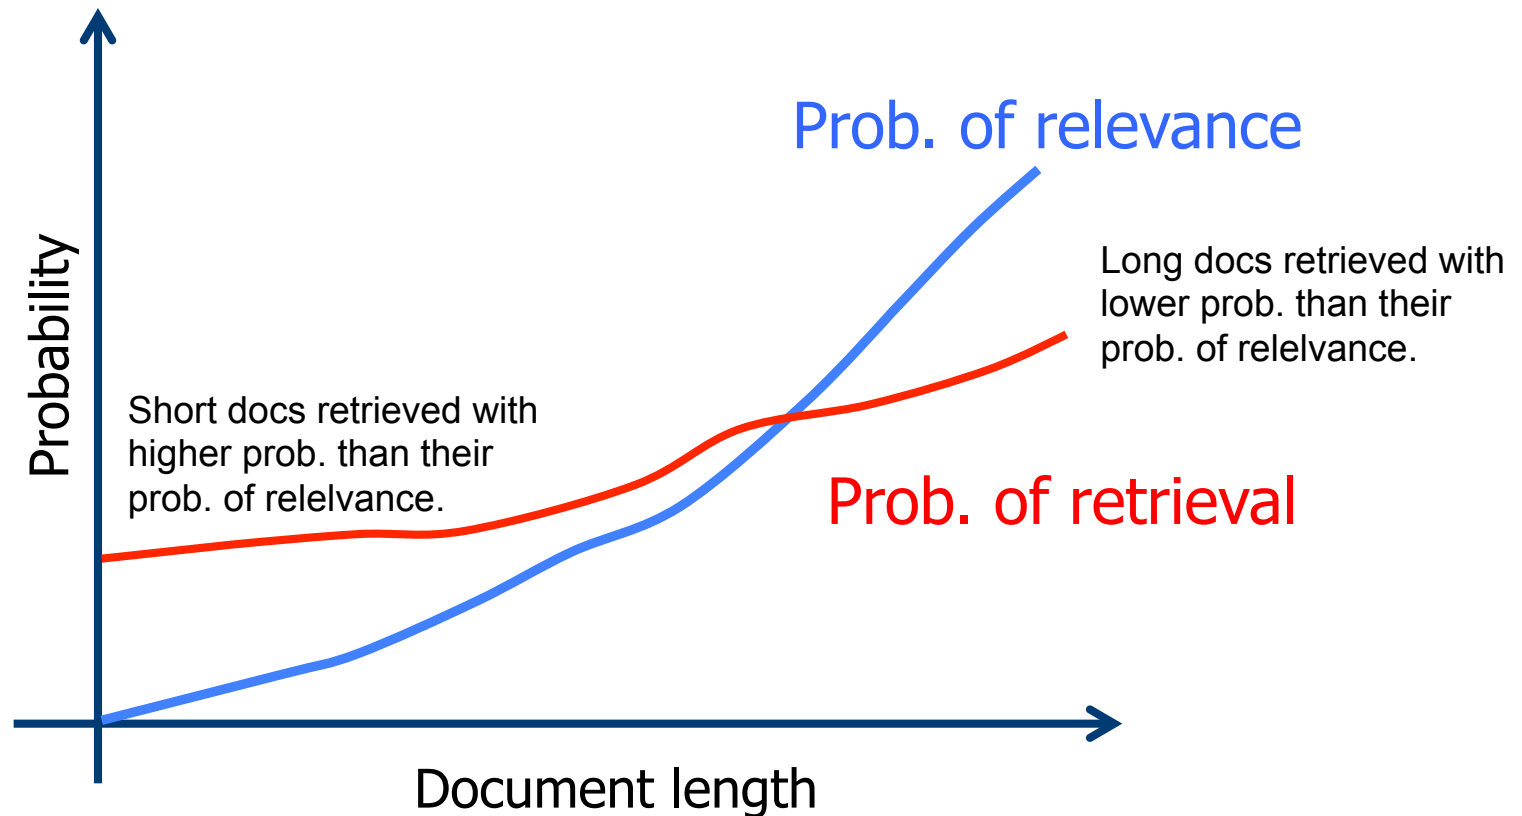 Prob. of relevance
Probability
Long docs retrieved with
lower prob. than their
prob. of relelvance.
Short docs retrieved with
higher prob. than their
prob. of relelvance.
Prob. of retrieval
Document length